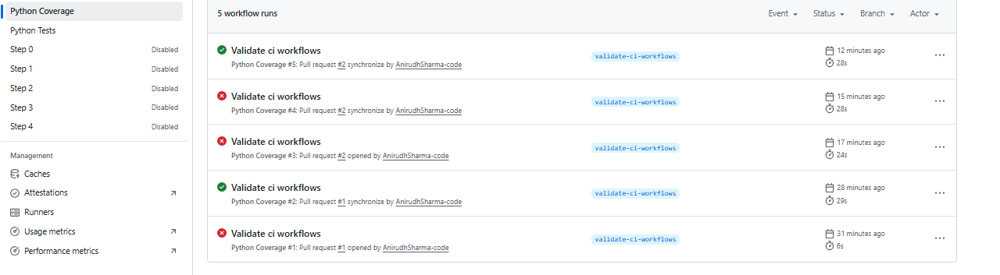 Python Coverage
Python Tests
Step 0 Disabled
Step 1 Disabled
Step 2 Disabled
Step 3 Disabled
Step 4 Disabled
Management
Caches
Attestations
Runners
Usage metrics
Performance metrics
5 workflow runs Event Status Branch Actor
Validate ci workflows
Python Coverage #5: Pull request #2 synchronize by AnirudhSharma-code
validate-ci-workflows
12 minutes ago
28s
Validate ci workflows
Python Coverage #4: Pull request #2 synchronize by AnirudhSharma-code
validate-ci-workflows
15 minutes ago
28s
Validate ci workflows
Python Coverage #3: Pull request #2 opened by AnirudhSharma-code
validate-ci-workflows
17 minutes ago
24s
Validate ci workflows
Python Coverage #2: Pull request #1 synchronize by AnirudhSharma-code
validate-ci-workflows
28 minutes ago
29s
Validate ci workflows
Python Coverage #1: Pull request #1 opened by AnirudhSharma-code
validate-ci-workflows
31 minutes ago
6s